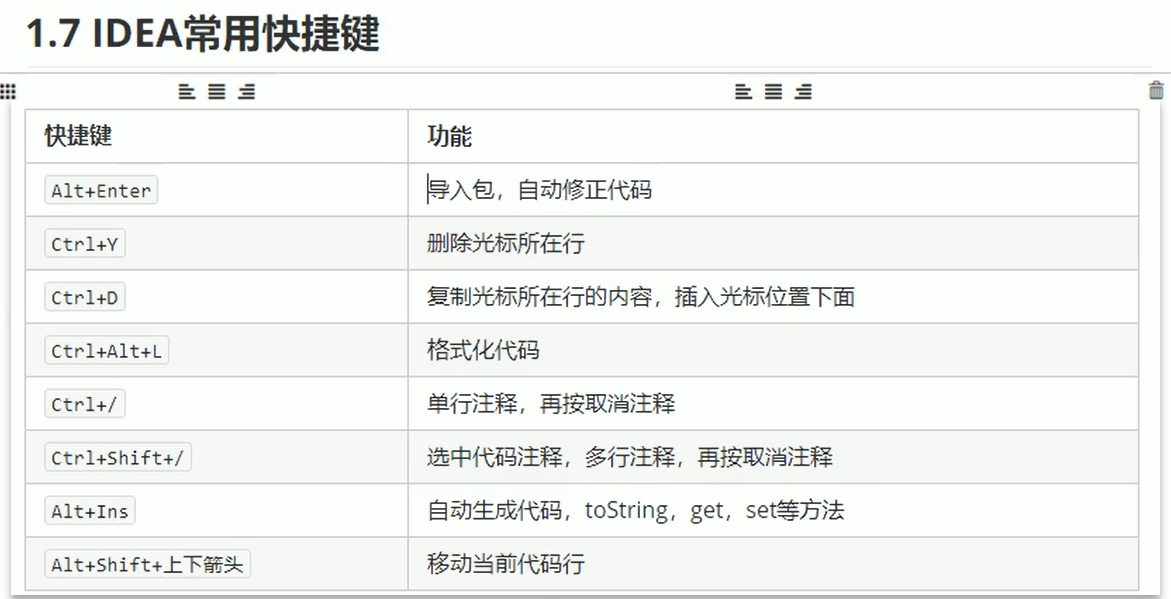 1.7 IDEA常用快捷键
快捷键 功能
Alt+Enter 导入包，自动修正代码
Ctrl+Y 删除光标所在行
Ctrl+D 复制光标所在行的内容，插入光标位置下面
Ctrl+Alt+L 格式化代码
Ctrl+/ 单行注释，再按取消注释
Ctrl+Shift+/ 选中代码注释，多行注释，再按取消注释
Alt+Ins 自动生成代码，toString，get，set等方法
Alt+Shift+上下箭头 移动当前代码行